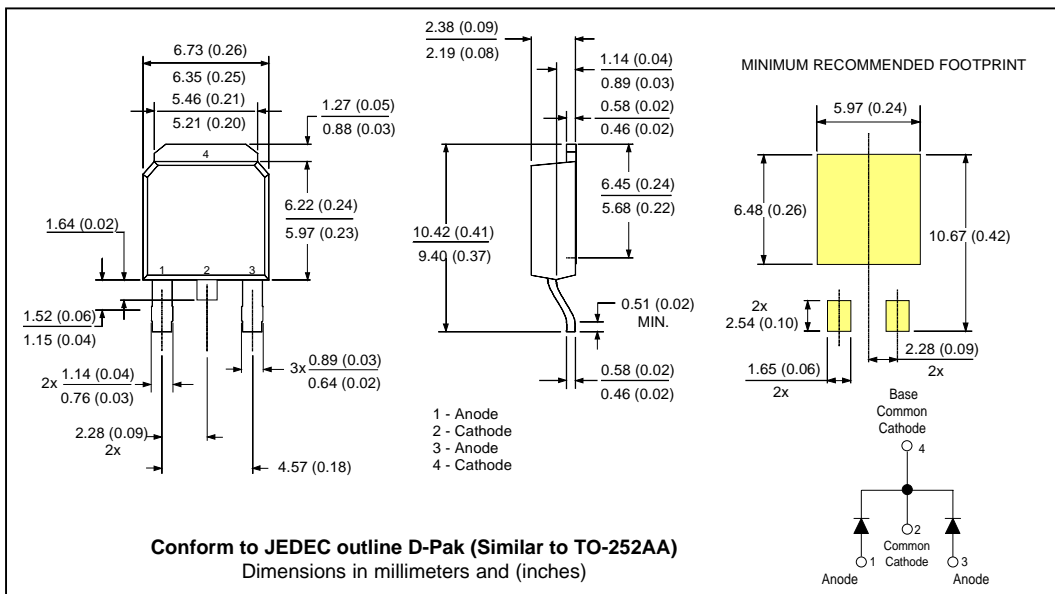 6.73 (0.26)
6.35 (0.25)
5.46 (0.21)
5.21 (0.20)
1.27 (0.05)
0.88 (0.03)
4
6.22 (0.24)
5.97 (0.23)
1.64 (0.02)
1
2
3
1.52 (0.06)
1.15 (0.04)
2x
1.14 (0.04)
0.76 (0.03)
3x
0.89 (0.03)
0.64 (0.02)
2.28 (0.09)
2x
4.57 (0.18)
2.38 (0.09)
2.19 (0.08)
1.14 (0.04)
0.89 (0.03)
0.58 (0.02)
0.46 (0.02)
6.45 (0.24)
5.68 (0.22)
10.42 (0.41)
9.40 (0.37)
0.51 (0.02)
MIN.
0.58 (0.02)
0.46 (0.02)
1 - Anode
2 - Cathode
3 - Anode
4 - Cathode
MINIMUM RECOMMENDED FOOTPRINT
5.97 (0.24)
6.48 (0.26)
10.67 (0.42)
2x
2.54 (0.10)
1.65 (0.06)
2x
2.28 (0.09)
2x
Base
Common
Cathode
4
2
Common
Cathode
1
Anode
3
Anode
Conform to JEDEC outline D-Pak (Similar to TO-252AA)
Dimensions in millimeters and (inches)